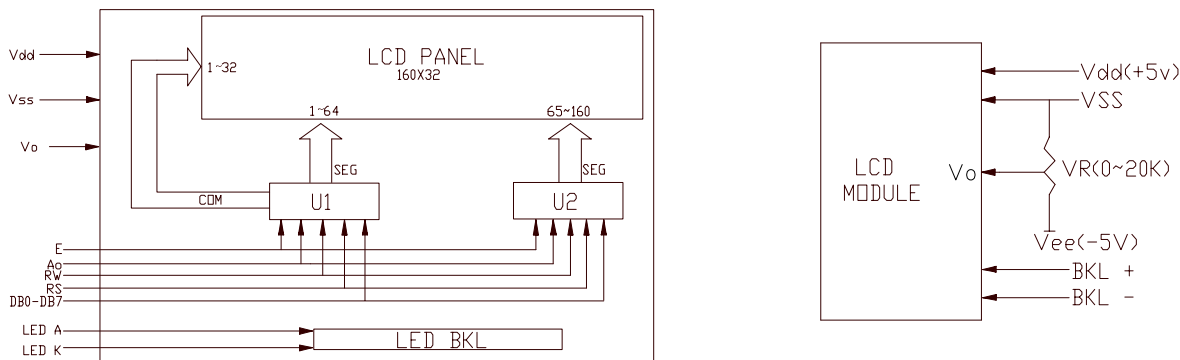 LCD PANEL
160X32
1~32
1~64
65~160
Vdd
Vss
Vo
SEG
SEG
COM
U1
U2
E
Ao
RW
RS
DB0-DB7
LED A
LED K
LED BKL
LCD
MODULE
Vdd(+5v)
VSS
Vo
VR(0~20K)
Vee(-5V)
BKL +
BKL -